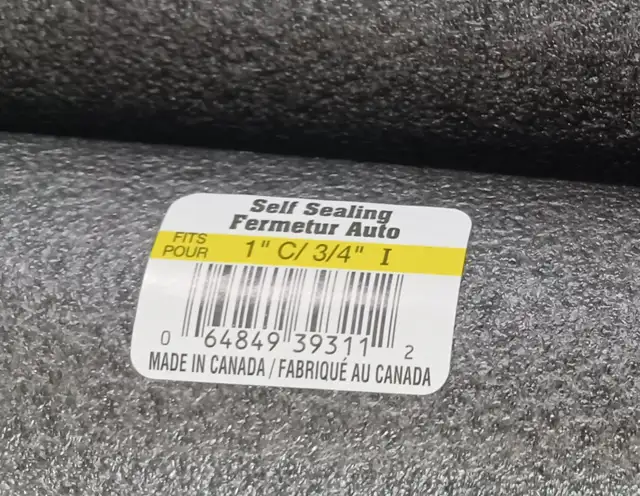 Self Sealing
Fermetur Auto
FITS
POUR
1" C/ 3/4" I
0 64849 39311 2
MADE IN CANADA / FABRIQUÉ AU CANADA